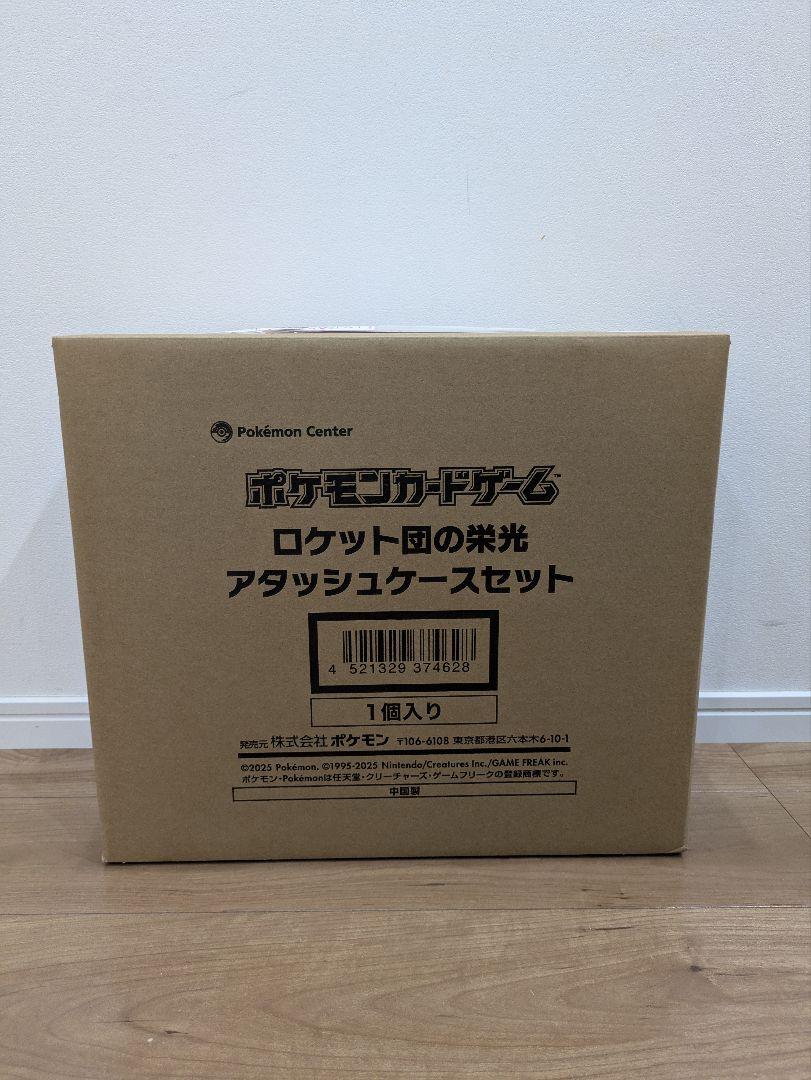 Pokémon Center
ポケモンカードゲーム™
ロケット団の栄光
アタッシュケースセット
4 521329 374628
1個入り
発売元 株式会社 ポケモン 〒106-6108 東京都港区六本木6-10-1
©2025 Pokémon. ©1995-2025 Nintendo/Creatures Inc./GAME FREAK inc.
ポケモン・Pokémonは任天堂・クリーチャーズ・ゲームフリークの登録商標です。
中国製